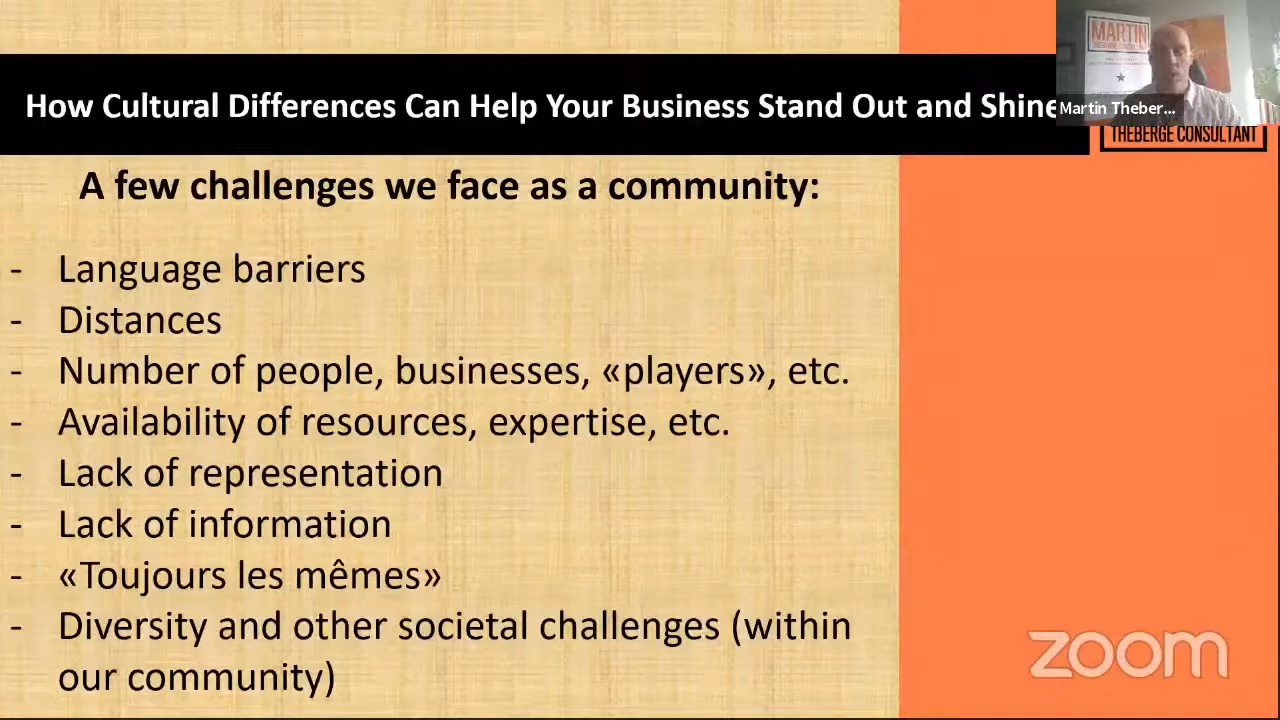 How Cultural Differences Can Help Your Business Stand Out and Shine
MARTIN
Martin Theber...
THEBERGE CONSULTANT
A few challenges we face as a community:
- Language barriers
- Distances
- Number of people, businesses, «players», etc.
- Availability of resources, expertise, etc.
- Lack of representation
- Lack of information
- «Toujours les mêmes»
- Diversity and other societal challenges (within
our community)
zoom